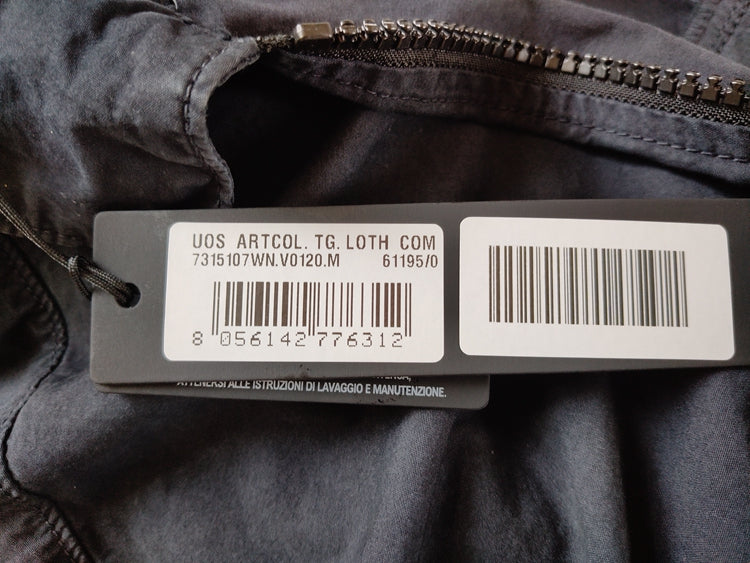 UOS ARTCOL. TG. LOTH COM
7315107WN.V0120.M 61195/0
8 056142 776312
ATTENERSI ALLE ISTRUZIONI DI LAVAGGIO E MANUTENZIONE.